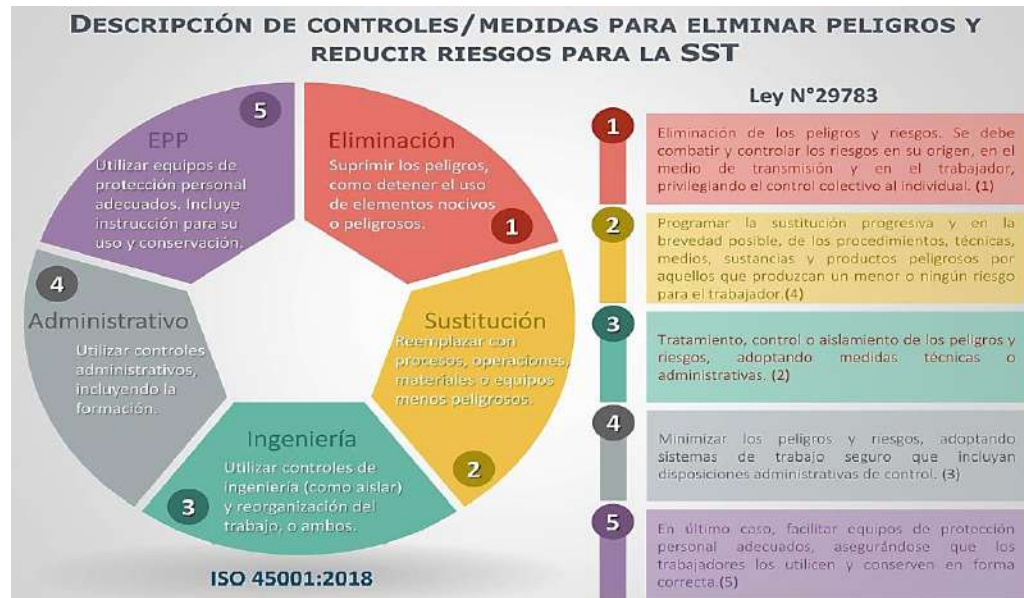 DESCRIPCIÓN DE CONTROLES/MEDIDAS PARA ELIMINAR PELIGROS Y
REDUCIR RIESGOS PARA LA SST
5
EPP
Utilizar equipos de
protección personal
adecuados. Incluye
instrucción para su
uso y conservación.
Eliminación
Suprimir los peligros,
como detener el uso
de elementos nocivos
o peligrosos.
1
4
Administrativo
Utilizar controles
administrativos,
incluyendo la
formación.
Sustitución
Reemplazar con
procesos, operaciones,
materiales o equipos
menos peligrosos.
2
Ingeniería
Utilizar controles de
ingeniería (como aislar)
y reorganización del
trabajo, o ambos.
3
ISO 45001:2018
Ley N°29783
1
Eliminación de los peligros y riesgos. Se debe
combatir y controlar los riesgos en su origen, en el
medio de transmisión y en el trabajador,
privilegiando el control colectivo al individual. (1)
2
Programar la sustitución progresiva y en la
brevedad posible, de los procedimientos, técnicas,
medios, sustancias y productos peligrosos por
aquellos que produzcan un menor o ningún riesgo
para el trabajador.(4)
3
Tratamiento, control o aislamiento de los peligros y
riesgos, adoptando medidas técnicas o
administrativas. (2)
4
Minimizar los peligros y riesgos, adoptando
sistemas de trabajo seguro que incluyan
disposiciones administrativas de control. (3)
5
En último caso, facilitar equipos de protección
personal adecuados, asegurándose que los
trabajadores los utilicen y conserven en forma
correcta.(5)